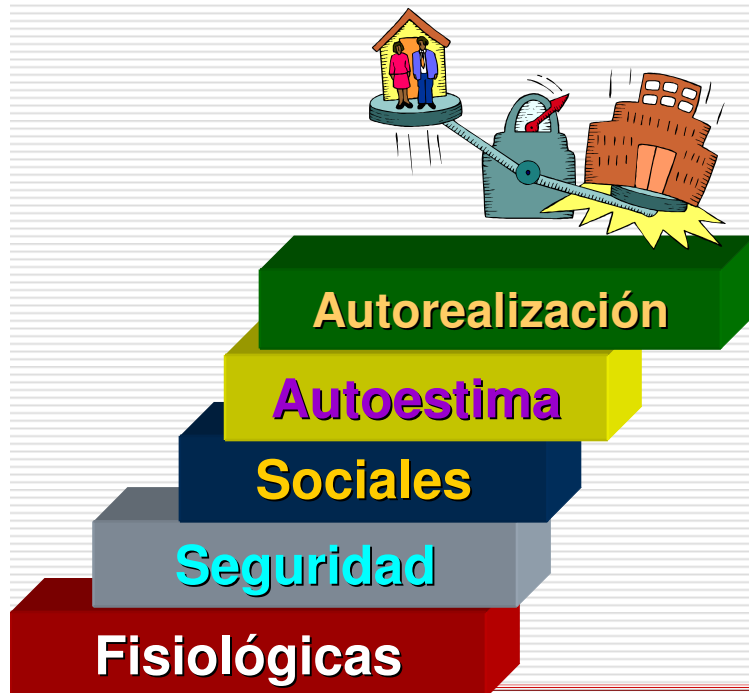 Autorealización
Autoestima
Sociales
Seguridad
Fisiológicas